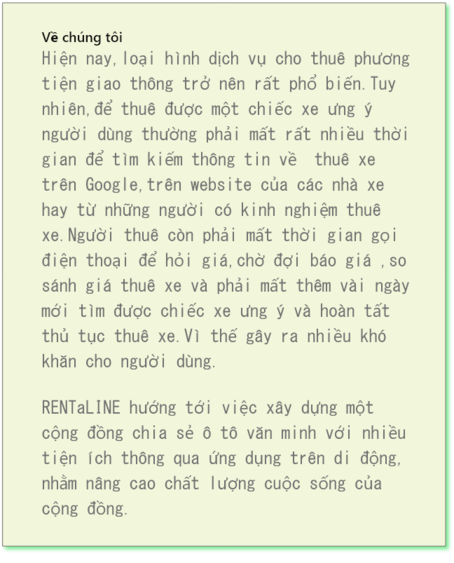 Về chúng tôi
Hiện nay,loại hình dịch vụ cho thuê phương
tiện giao thông trở nên rất phổ biến.Tuy
nhiên,để thuê được một chiếc xe ưng ý
người dùng thường phải mất rất nhiều thời
gian để tìm kiếm thông tin về  thuê xe
trên Google,trên website của các nhà xe
hay từ những người có kinh nghiệm thuê
xe.Người thuê còn phải mất thời gian gọi
điện thoại để hỏi giá,chờ đợi báo giá ,so
sánh giá thuê xe và phải mất thêm vài ngày
mới tìm được chiếc xe ưng ý và hoàn tất
thủ tục thuê xe.Vì thế gây ra nhiều khó
khăn cho người dùng.
RENTaLINE hướng tới việc xây dựng một
cộng đồng chia sẻ ô tô văn minh với nhiều
tiện ích thông qua ứng dụng trên di động,
nhằm nâng cao chất lượng cuộc sống của
cộng đồng.